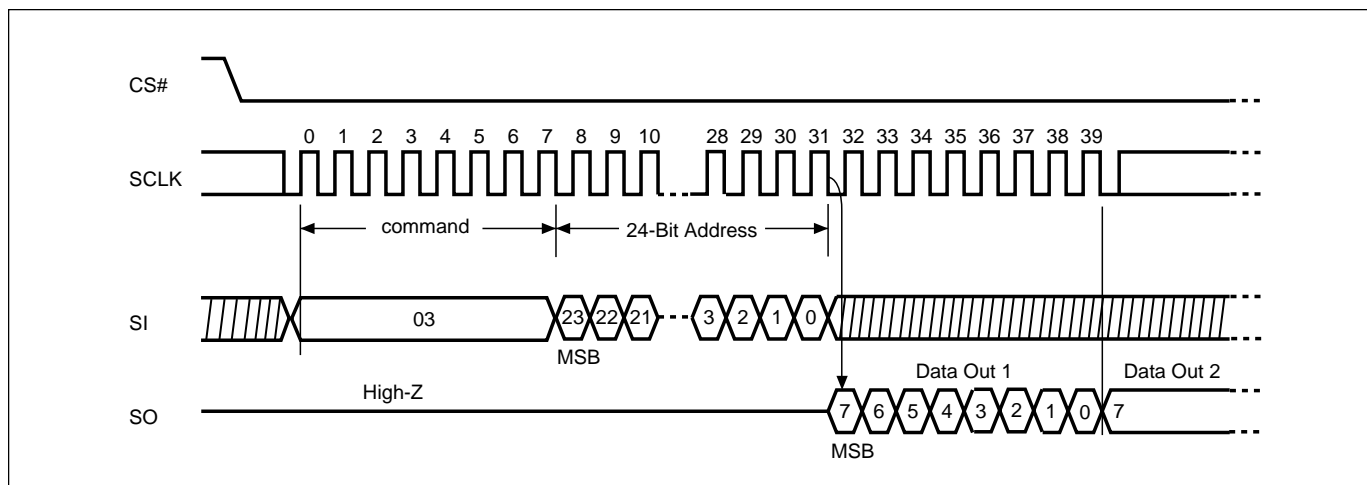 CS#
0 1 2 3 4 5 6 7 8 9 10 28 29 30 31 32 33 34 35 36 37 38 39
SCLK
command 24-Bit Address
SI 03 23 22 21 3 2 1 0
MSB
High-Z Data Out 1 Data Out 2
SO 7 6 5 4 3 2 1 0 7
MSB